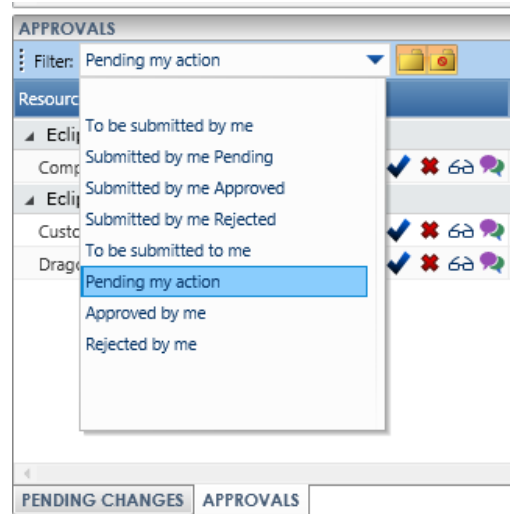 APPROVALS
Filter: Pending my action
Resourc
To be submitted by me
Eclip
Submitted by me Pending
Comp
Submitted by me Approved
Eclip
Submitted by me Rejected
Custo
To be submitted to me
Drago
Pending my action
Approved by me
Rejected by me
PENDING CHANGES APPROVALS